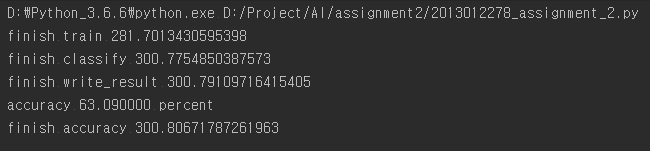 D:₩Python_3.6.6₩python.exe D:/Project/AI/assignment2/2013012278_assignment_2.py
finish train 281.7013430595398
finish classify 300.7754850387573
finish write_result 300.79109716415405
accuracy 63.090000 percent
finish accuracy 300.80671787261963